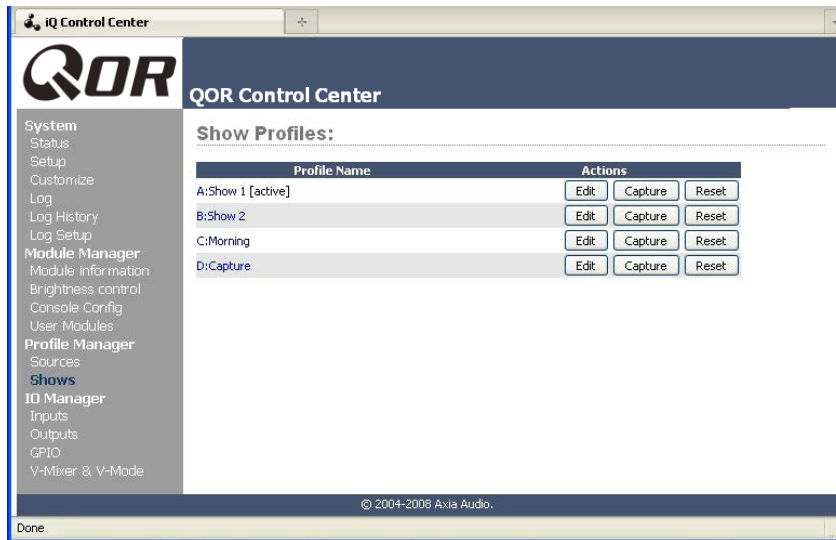 iQ Control Center
QOR
QOR Control Center
System
Status
Setup
Customize
Log
Log History
Log Setup
Module Manager
Module information
Brightness control
Console Config
User Modules
Profile Manager
Sources
Shows
IO Manager
Inputs
Outputs
GPIO
V-Mixer & V-Mode
Show Profiles:
Profile Name Actions
A:Show 1 [active] Edit Capture Reset
B:Show 2 Edit Capture Reset
C:Morning Edit Capture Reset
D:Capture Edit Capture Reset
© 2004-2008 Axia Audio.
Done